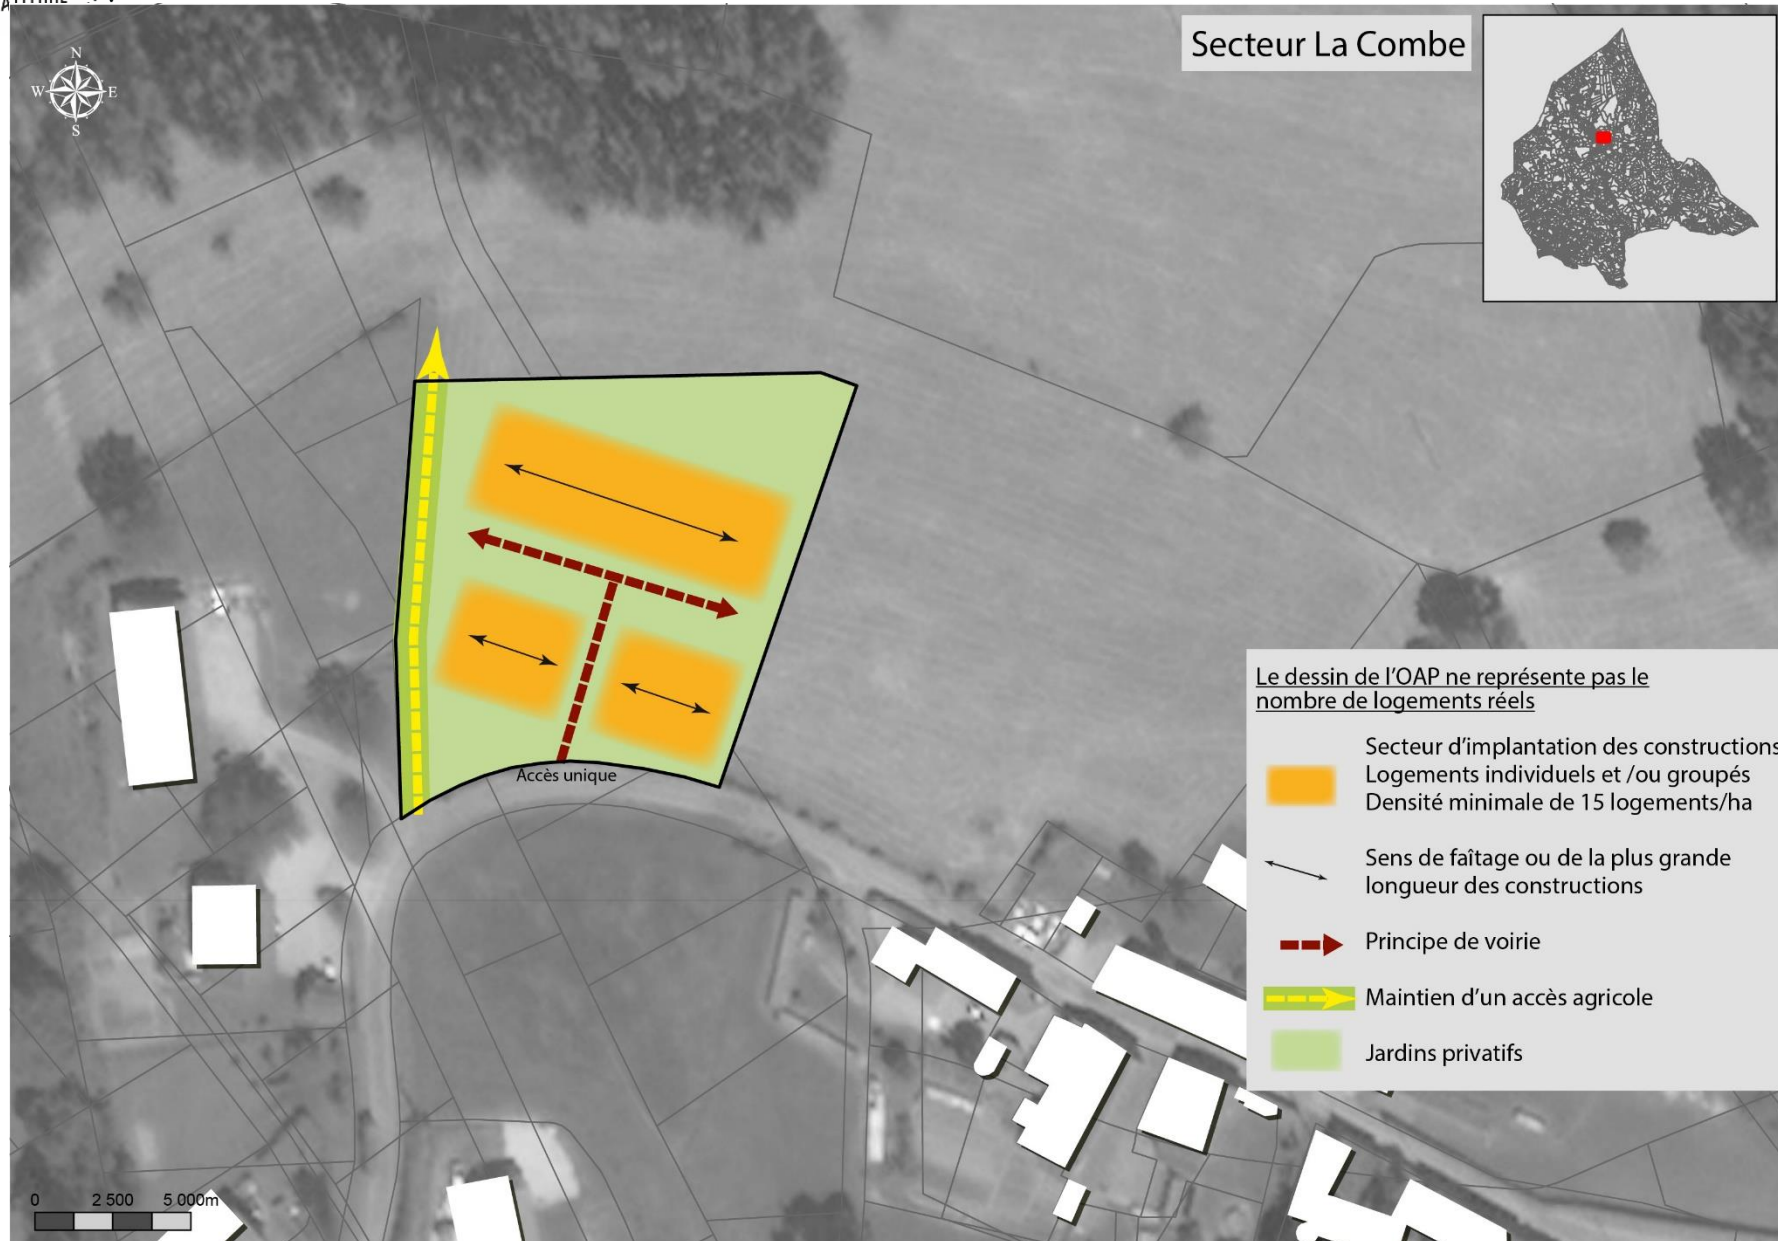 Secteur La Combe
N
W E
S
Accès unique
Le dessin de l'OAP ne représente pas le
nombre de logements réels
Secteur d'implantation des constructions
Logements individuels et /ou groupés
Densité minimale de 15 logements/ha
Sens de faîtage ou de la plus grande
longueur des constructions
Principe de voirie
Maintien d'un accès agricole
Jardins privatifs
0 2 500 5 000m